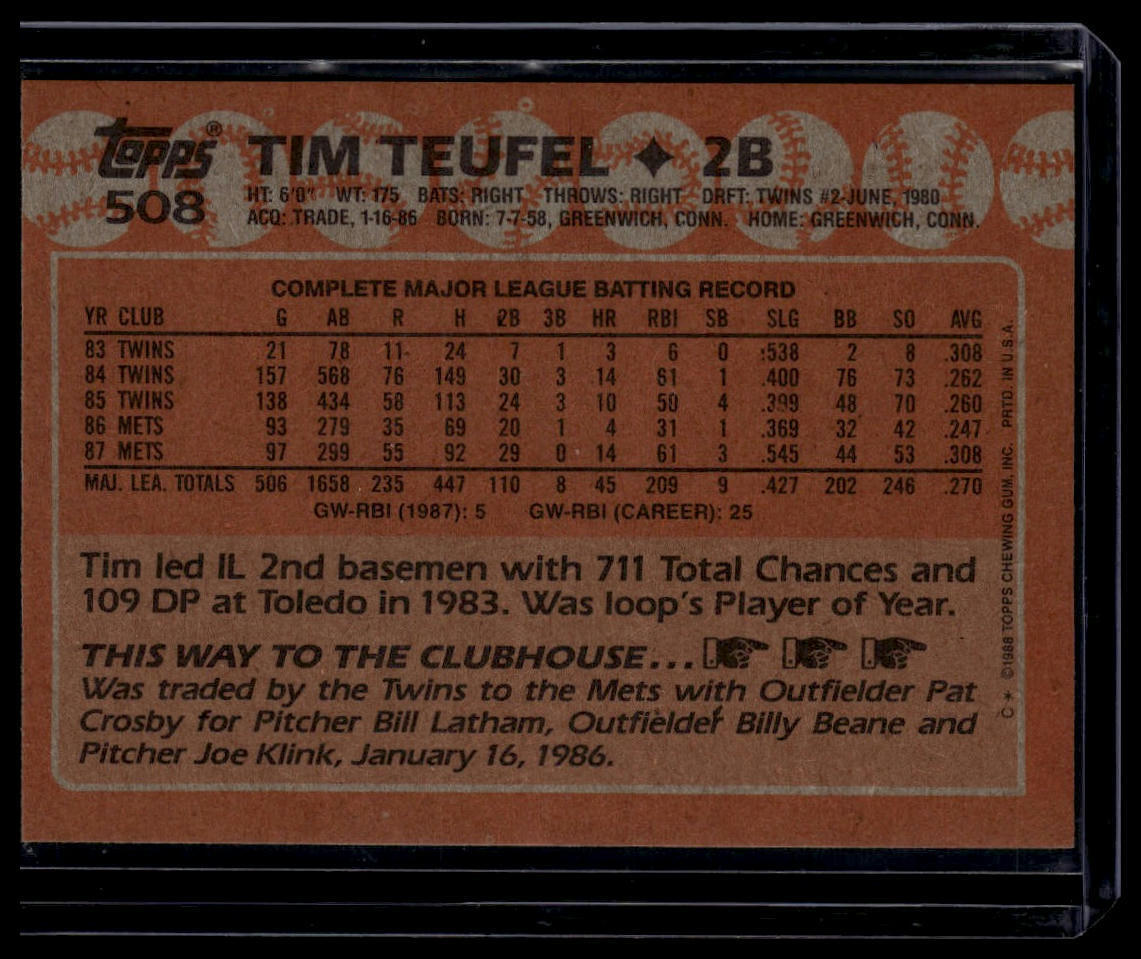 topps® TIM TEUFEL ✦ 2B
508 HT: 6'0" WT: 175 BATS: RIGHT THROWS: RIGHT DRFT: TWINS #2-JUNE, 1980
ACQ: TRADE, 1-16-86 BORN: 7-7-58, GREENWICH, CONN. HOME: GREENWICH, CONN.
COMPLETE MAJOR LEAGUE BATTING RECORD
YR CLUB G AB R H 2B 3B HR RBI SB SLG BB SO AVG
83 TWINS 21 78 11 24 7 1 3 6 0 .538 2 8 .308
84 TWINS 157 568 76 149 30 3 14 61 1 .400 76 73 .262
85 TWINS 138 434 58 113 24 3 10 50 4 .399 48 70 .260
86 METS 93 279 35 69 20 1 4 31 1 .369 32 42 .247
87 METS 97 299 55 92 29 0 14 61 3 .545 44 53 .308
MAJ. LEA. TOTALS 506 1658 235 447 110 8 45 209 9 .427 202 246 .270
GW-RBI (1987): 5 GW-RBI (CAREER): 25
Tim led IL 2nd basemen with 711 Total Chances and
109 DP at Toledo in 1983. Was loop's Player of Year.
THIS WAY TO THE CLUBHOUSE...
Was traded by the Twins to the Mets with Outfielder Pat
Crosby for Pitcher Bill Latham, Outfielder Billy Beane and
Pitcher Joe Klink, January 16, 1986.
C* ©1988 TOPPS CHEWING GUM, INC. PRTD. IN U.S.A.